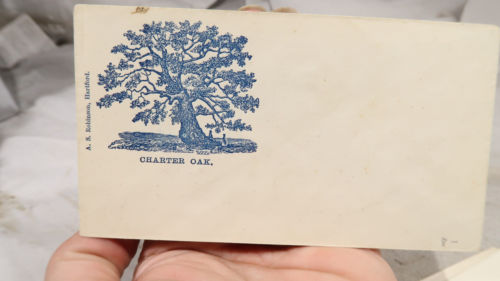 A. S. Robinson, Hartford.
CHARTER OAK,